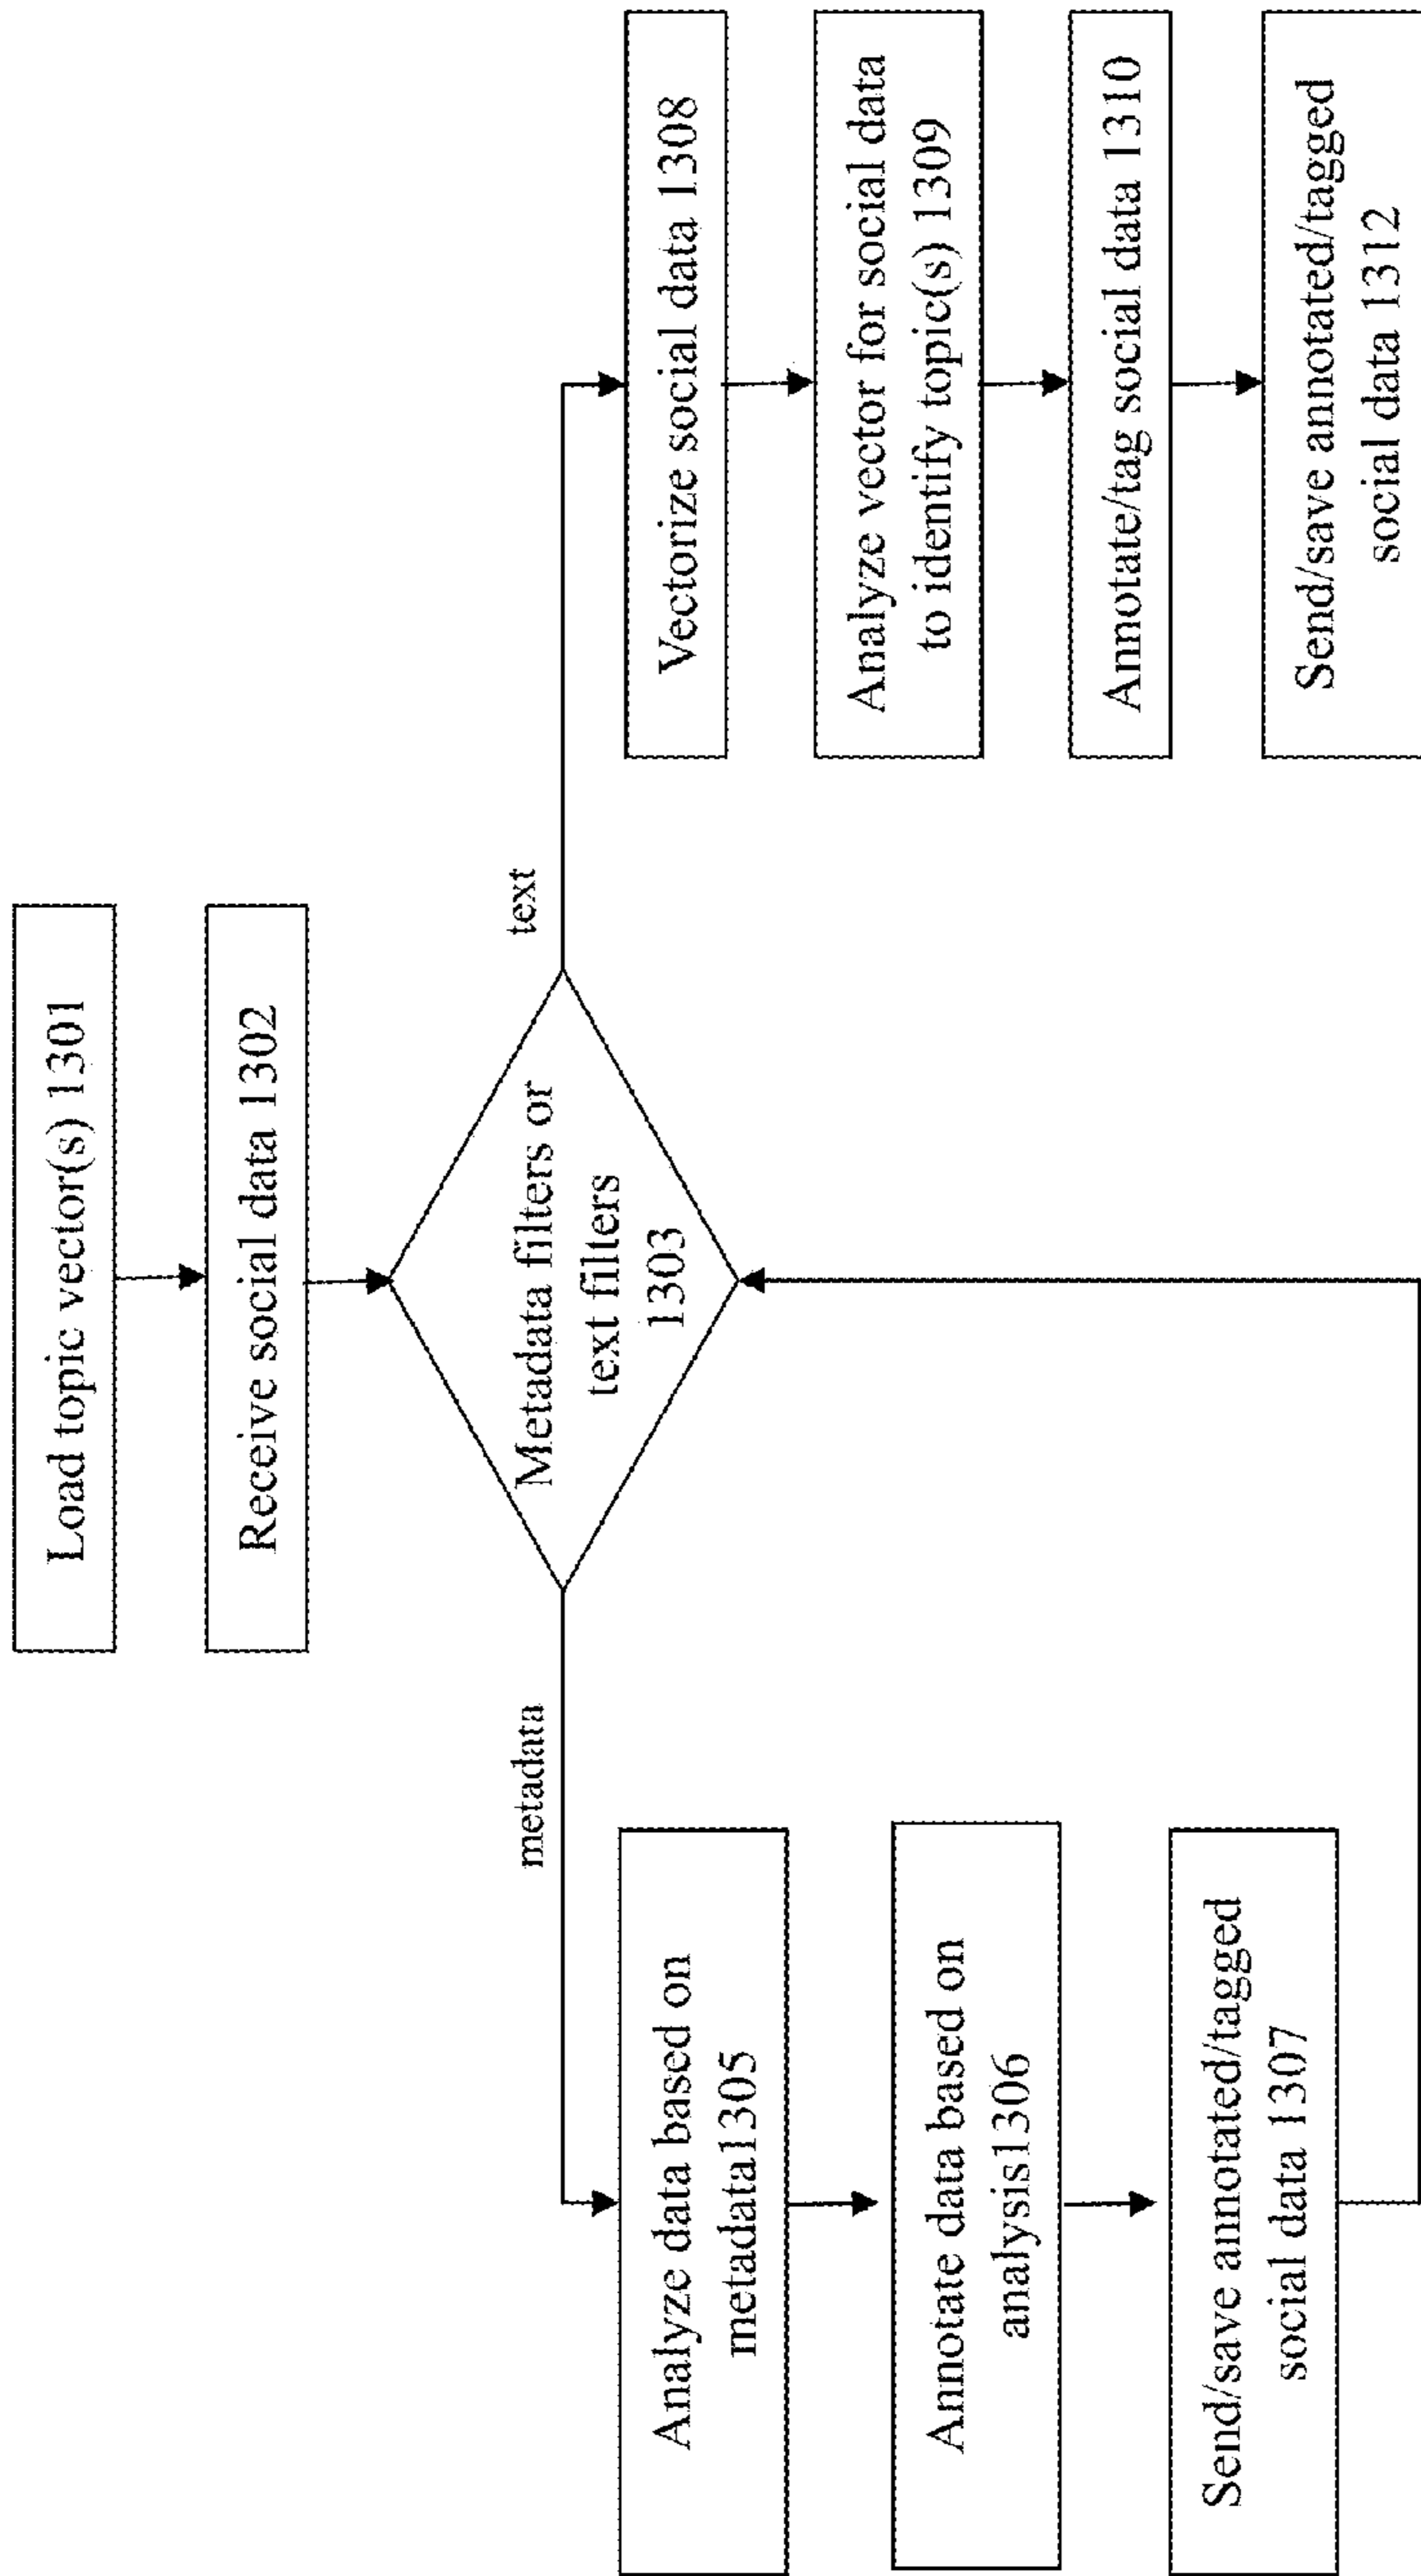 Load topic vector(s) 1301
Receive social data 1302
Metadata filters or
text filters
1303
metadata
text
Analyze data based on
metadata1305
Annotate data based on
analysis1306
Send/save annotated/tagged
social data 1307
Vectorize social data 1308
Analyze vector for social data
to identify topic(s) 1309
Annotate/tag social data 1310
Send/save annotated/tagged
social data 1312